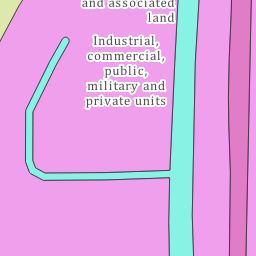 and associated
land
Industrial,
commercial,
public,
military and
private units